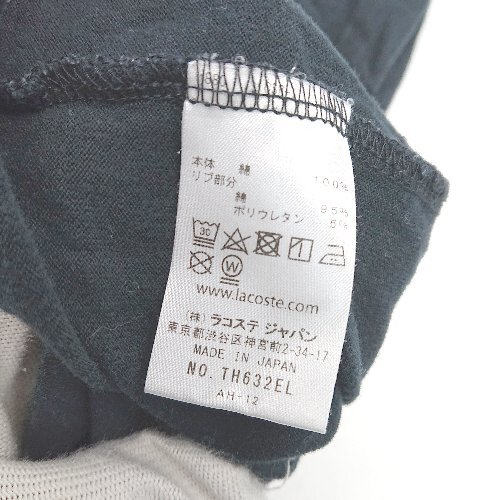 本体 綿 100%
リブ部分
綿 95%
ポリウレタン 5%
30
W
www.lacoste.com
(株) ラコステ ジャパン
東京都渋谷区神宮前2-34-17
MADE IN JAPAN
NO. TH632EL
AH-12